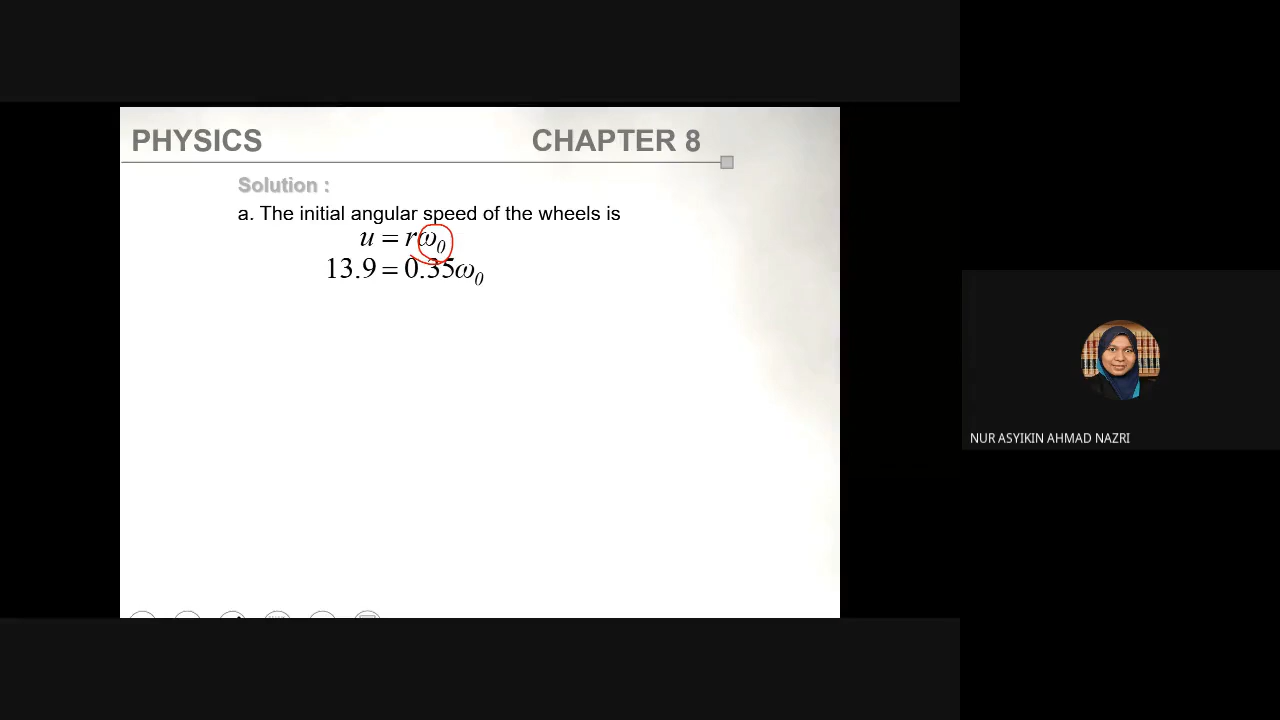 PHYSICS CHAPTER 8
Solution :
a. The initial angular speed of the wheels is
u = rω₀
13.9 = 0.35ω₀
NUR ASYIKIN AHMAD NAZRI